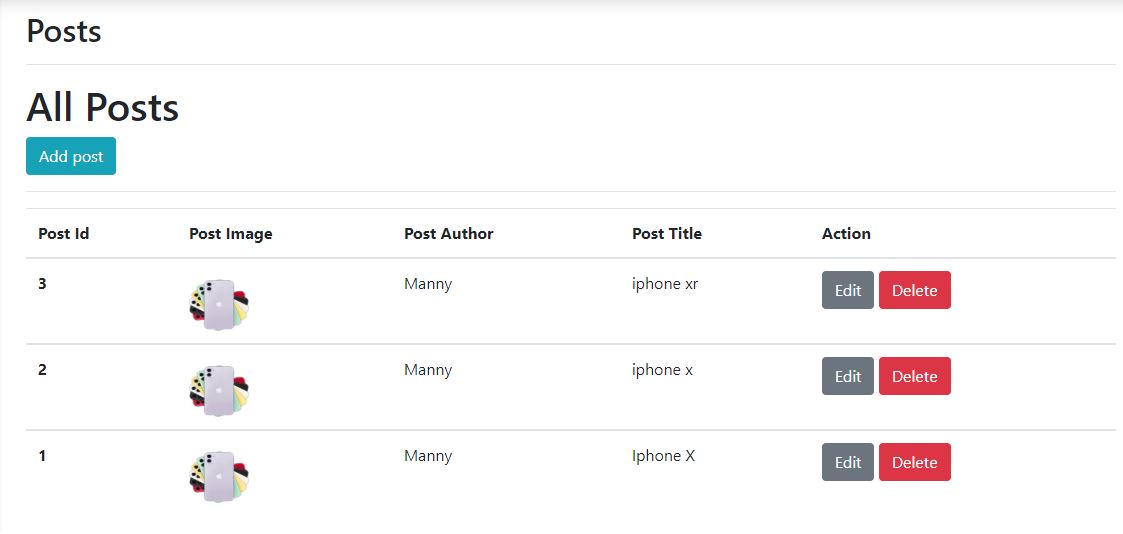 Posts
All Posts
Add post
Post Id Post Image Post Author Post Title Action
3 Manny iphone xr Edit Delete
2 Manny iphone x Edit Delete
1 Manny Iphone X Edit Delete